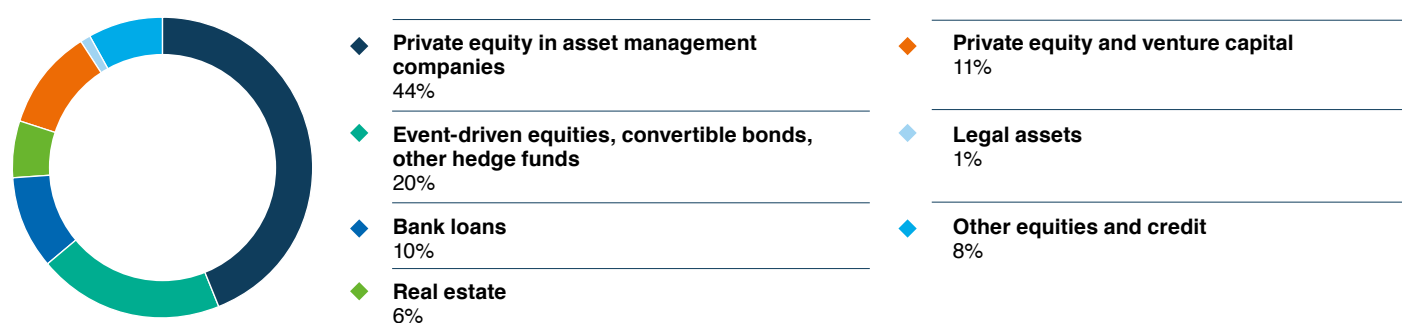 Private equity in asset management
companies
44%
Event-driven equities, convertible bonds,
other hedge funds
20%
Bank loans
10%
Real estate
6%
Private equity and venture capital
11%
Legal assets
1%
Other equities and credit
8%